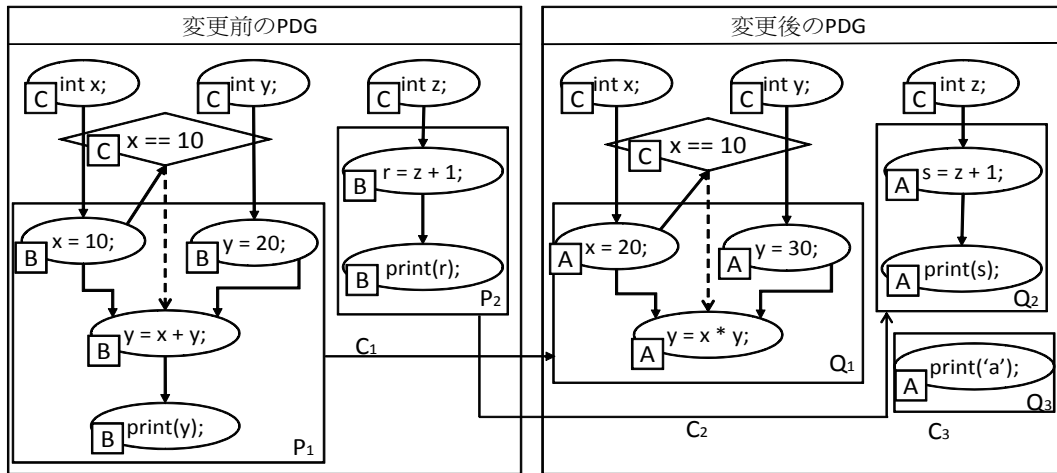 変更前のPDG
int x;
C
int y;
C
int z;
C
x == 10
C
r = z + 1;
B
x = 10;
B
y = 20;
B
print(r);
B
P2
y = x + y;
B
C1
print(y);
B
P1
変更後のPDG
int x;
C
int y;
C
int z;
C
x == 10
C
s = z + 1;
A
x = 20;
A
y = 30;
A
print(s);
A
Q2
y = x * y;
A
Q1
print(‘a’);
A
Q3
C2
C3